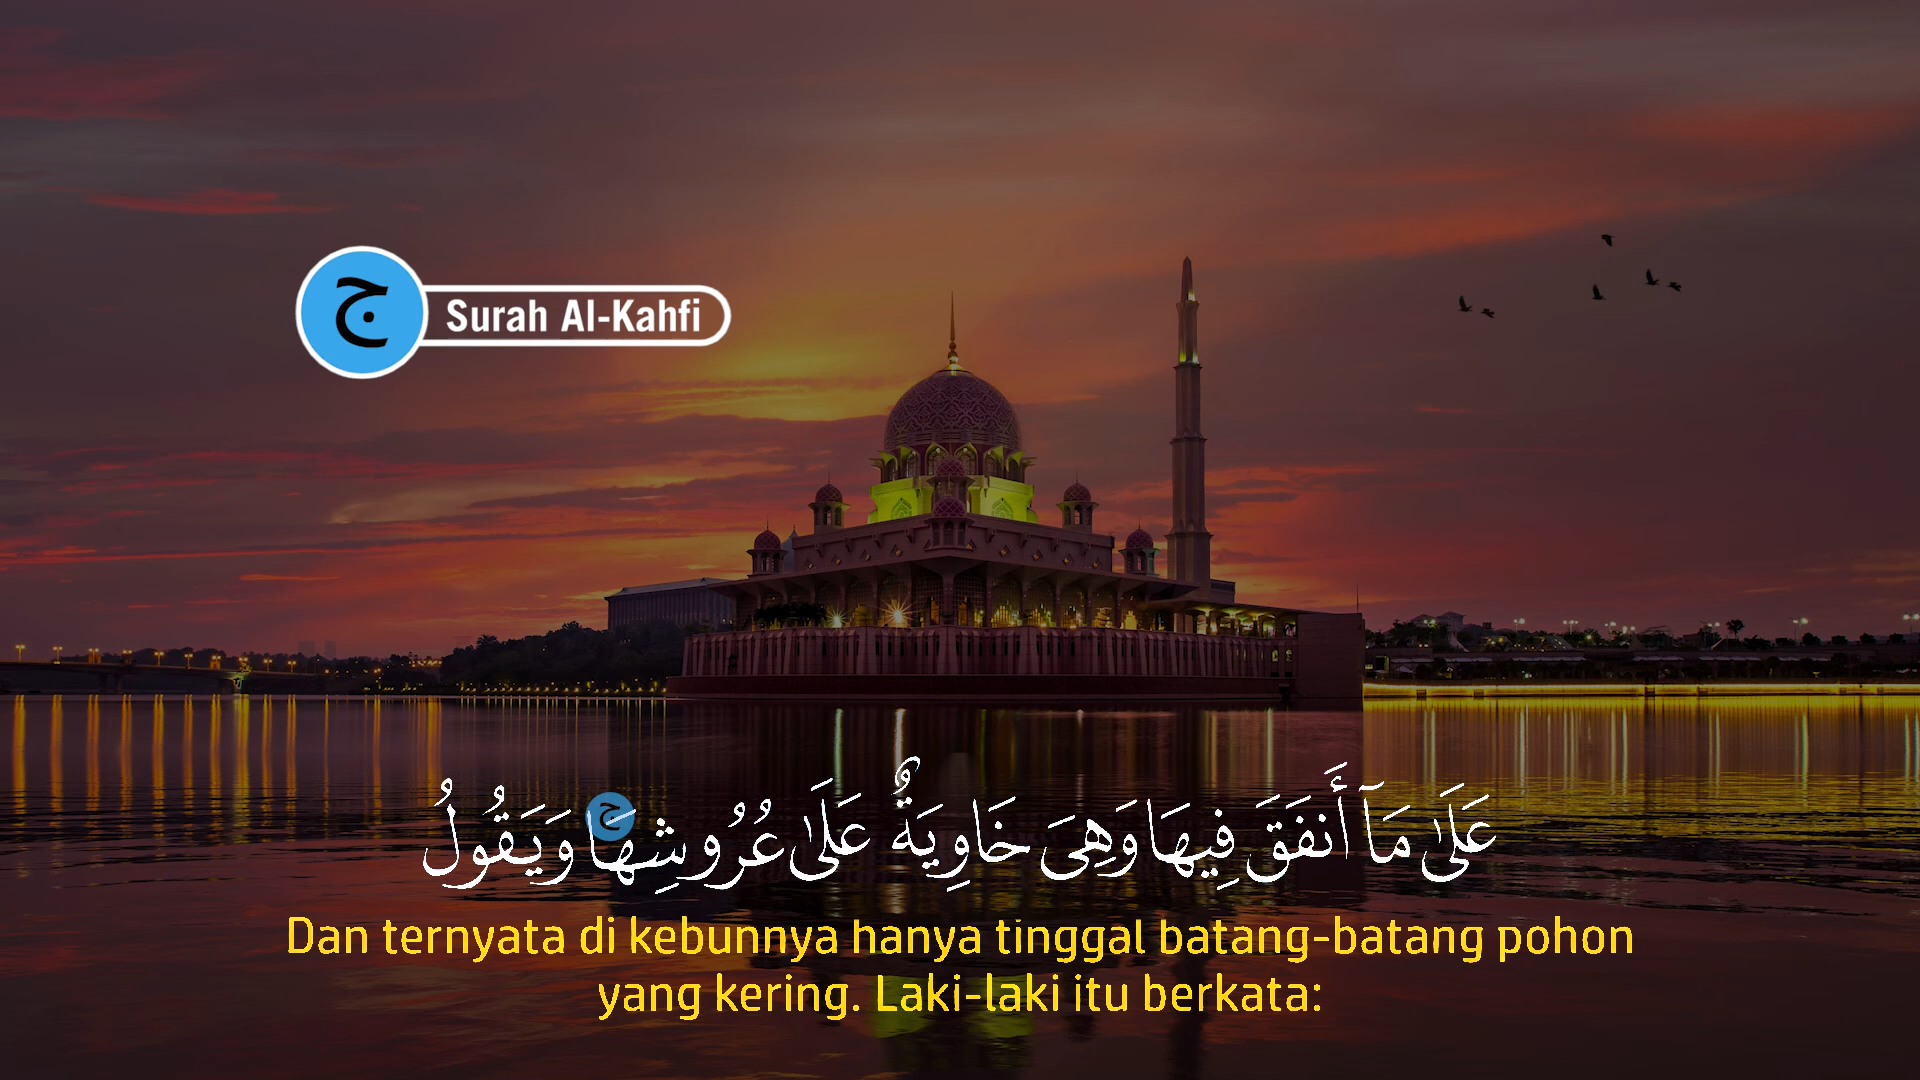 ج
Surah Al-Kahfi
عَلَىٰ مَآ أَنفَقَ فِيهَا وَهِىَ خَاوِيَةٌ عَلَىٰ عُرُوشِهَا ۚ وَيَقُولُ
Dan ternyata di kebunnya hanya tinggal batang-batang pohon
yang kering. Laki-laki itu berkata: